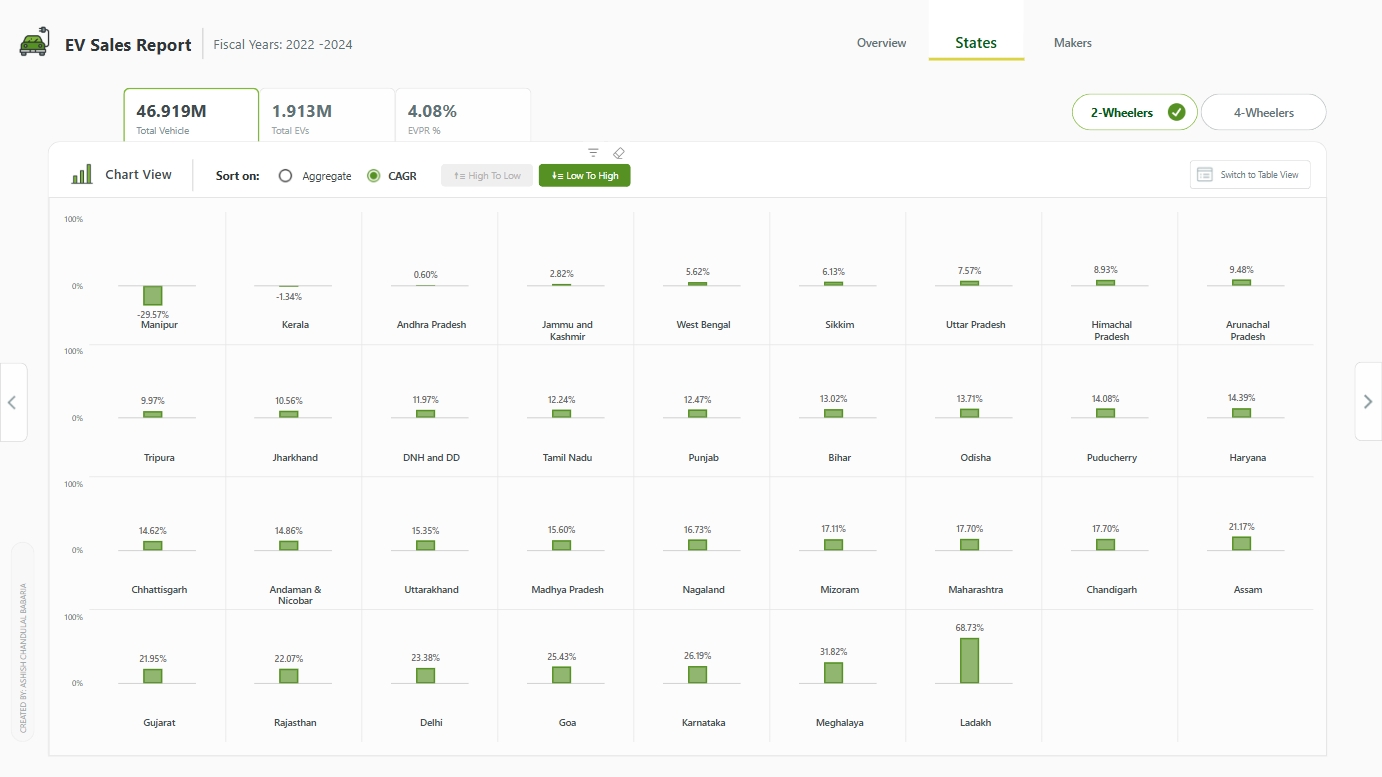 EV Sales Report
Fiscal Years: 2022 -2024
Overview
States
Makers
46.919M
Total Vehicle
1.913M
Total EVs
4.08%
EVPR %
2-Wheelers
4-Wheelers
Chart View
Sort on:
Aggregate
CAGR
High To Low
Low To High
Switch to Table View
100%
0%
-29.57%
Manipur
-1.34%
Kerala
0.60%
Andhra Pradesh
2.82%
Jammu and
Kashmir
5.62%
West Bengal
6.13%
Sikkim
7.57%
Uttar Pradesh
8.93%
Himachal
Pradesh
9.48%
Arunachal
Pradesh
100%
0%
9.97%
Tripura
10.56%
Jharkhand
11.97%
DNH and DD
12.24%
Tamil Nadu
12.47%
Punjab
13.02%
Bihar
13.71%
Odisha
14.08%
Puducherry
14.39%
Haryana
100%
0%
14.62%
Chhattisgarh
14.86%
Andaman &
Nicobar
15.35%
Uttarakhand
15.60%
Madhya Pradesh
16.73%
Nagaland
17.11%
Mizoram
17.70%
Maharashtra
17.70%
Chandigarh
21.17%
Assam
100%
0%
21.95%
Gujarat
22.07%
Rajasthan
23.38%
Delhi
25.43%
Goa
26.19%
Karnataka
31.82%
Meghalaya
68.73%
Ladakh
CREATED BY: ASHISH CHANDULAL BABARIA